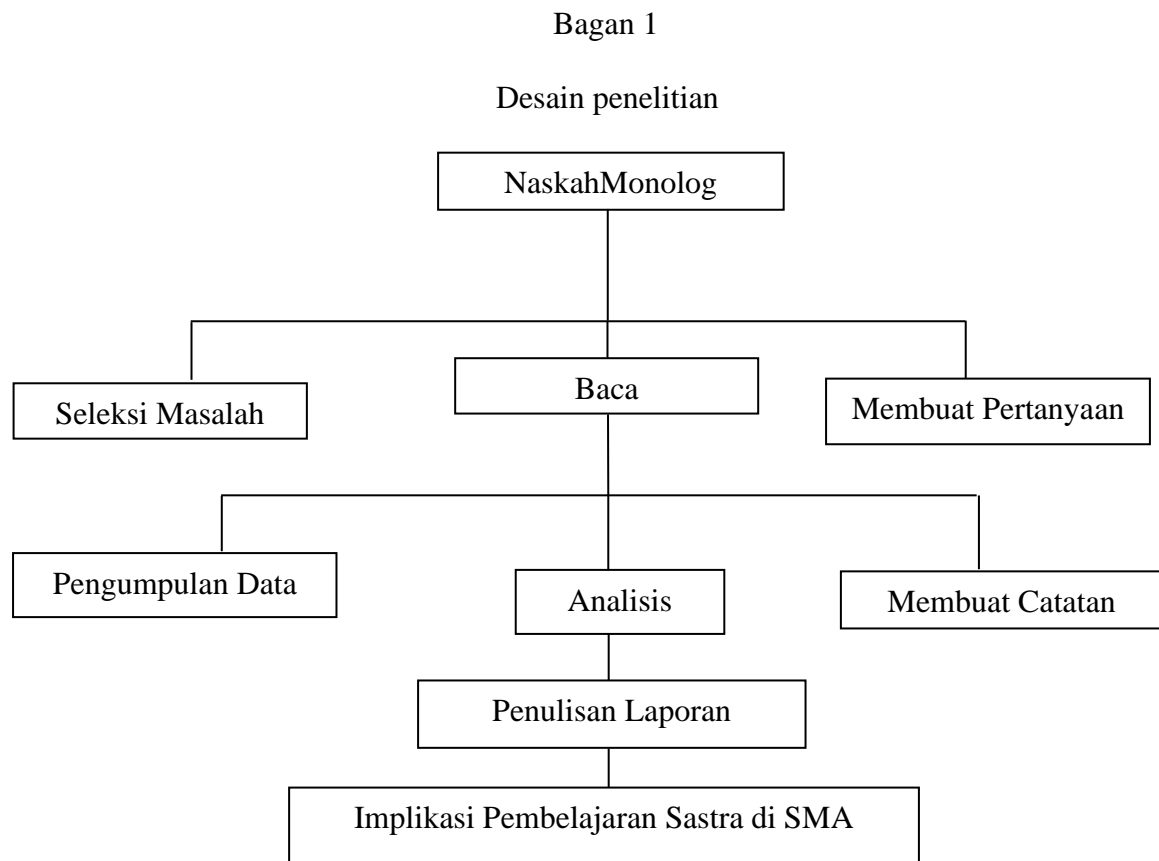 Bagan 1
Desain penelitian
NaskahMonolog
Seleksi Masalah
Baca
Membuat Pertanyaan
Pengumpulan Data
Analisis
Membuat Catatan
Penulisan Laporan
Implikasi Pembelajaran Sastra di SMA